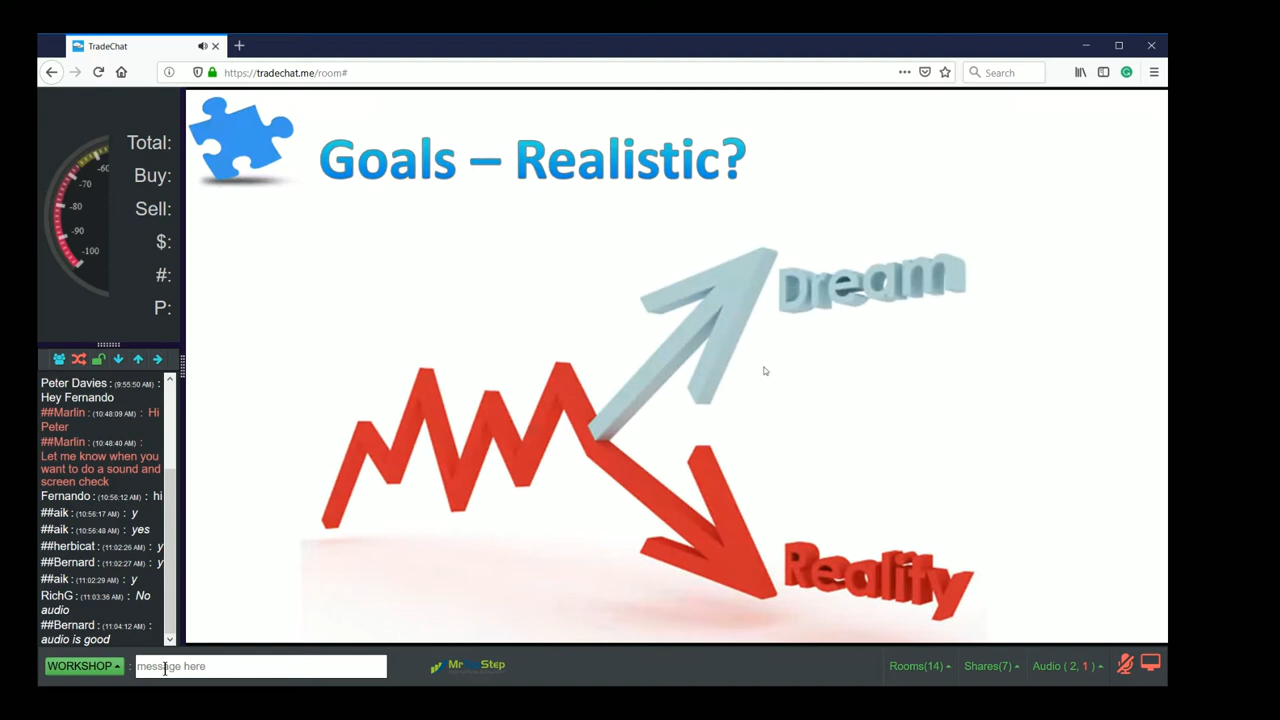 TradeChat
https://tradechat.me/room#
Search
Total:
Buy:
Sell:
$:
#:
P:
-60
-70
-80
-90
-100
Goals – Realistic?
Dream
Reality
Peter Davies : (9:55:50 AM) :
Hey Fernando
##Marlin : (10:48:09 AM) : Hi
Peter
##Marlin : (10:48:40 AM) :
Let me know when you
want to do a sound and
screen check
Fernando : (10:56:12 AM) : hi
##aik : (10:56:17 AM) : y
##aik : (10:56:48 AM) : yes
##herbicat : (11:02:26 AM) : y
##Bernard : (11:02:27 AM) : y
##aik : (11:02:29 AM) : y
RichG : (11:03:36 AM) : No
audio
##Bernard : (11:04:12 AM) :
audio is good
WORKSHOP : message here
Rooms(14) Shares(7) Audio ( 2, 1 )